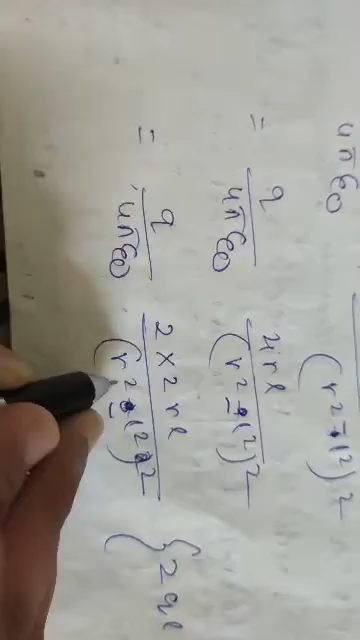 4πε₀ (r²-l²)²
= q/4πε₀ 4rl/(r²-l²)²
= q/4πε₀ 2×2rl/(r²-l²)² { 2ql